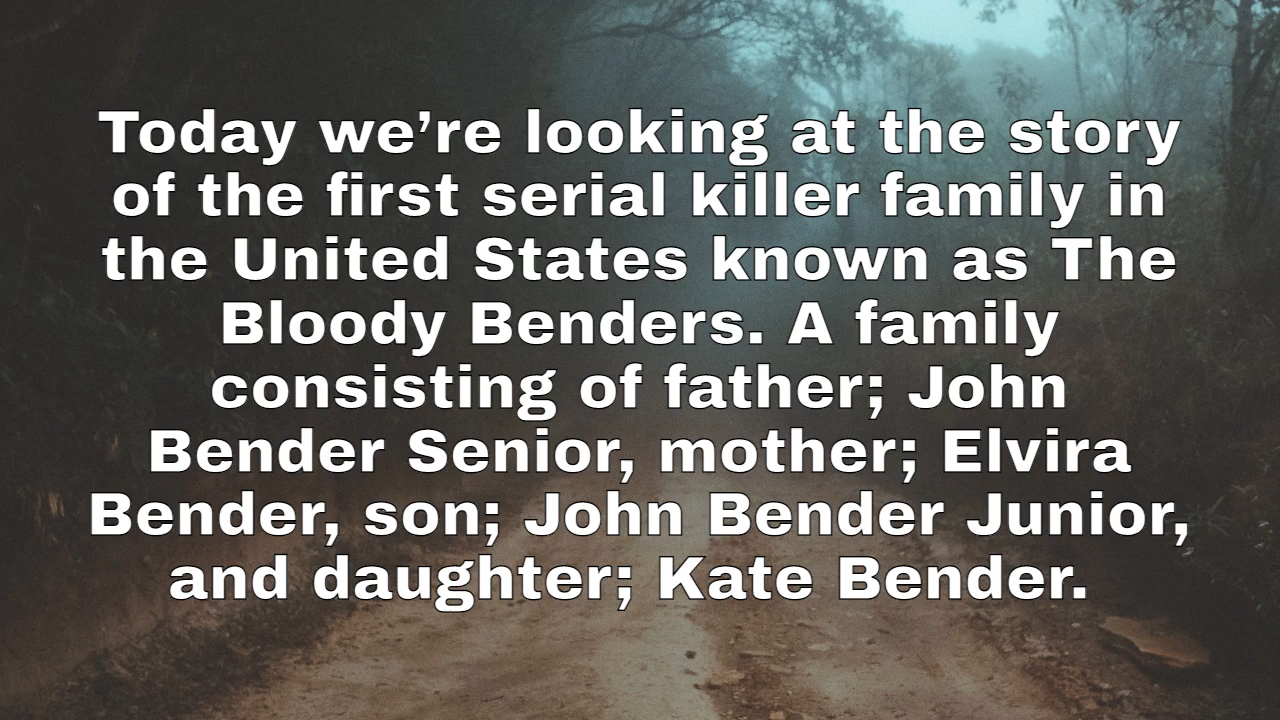 Today we’re looking at the story
of the first serial killer family in
the United States known as The
Bloody Benders. A family
consisting of father; John
Bender Senior, mother; Elvira
Bender, son; John Bender Junior,
and daughter; Kate Bender.